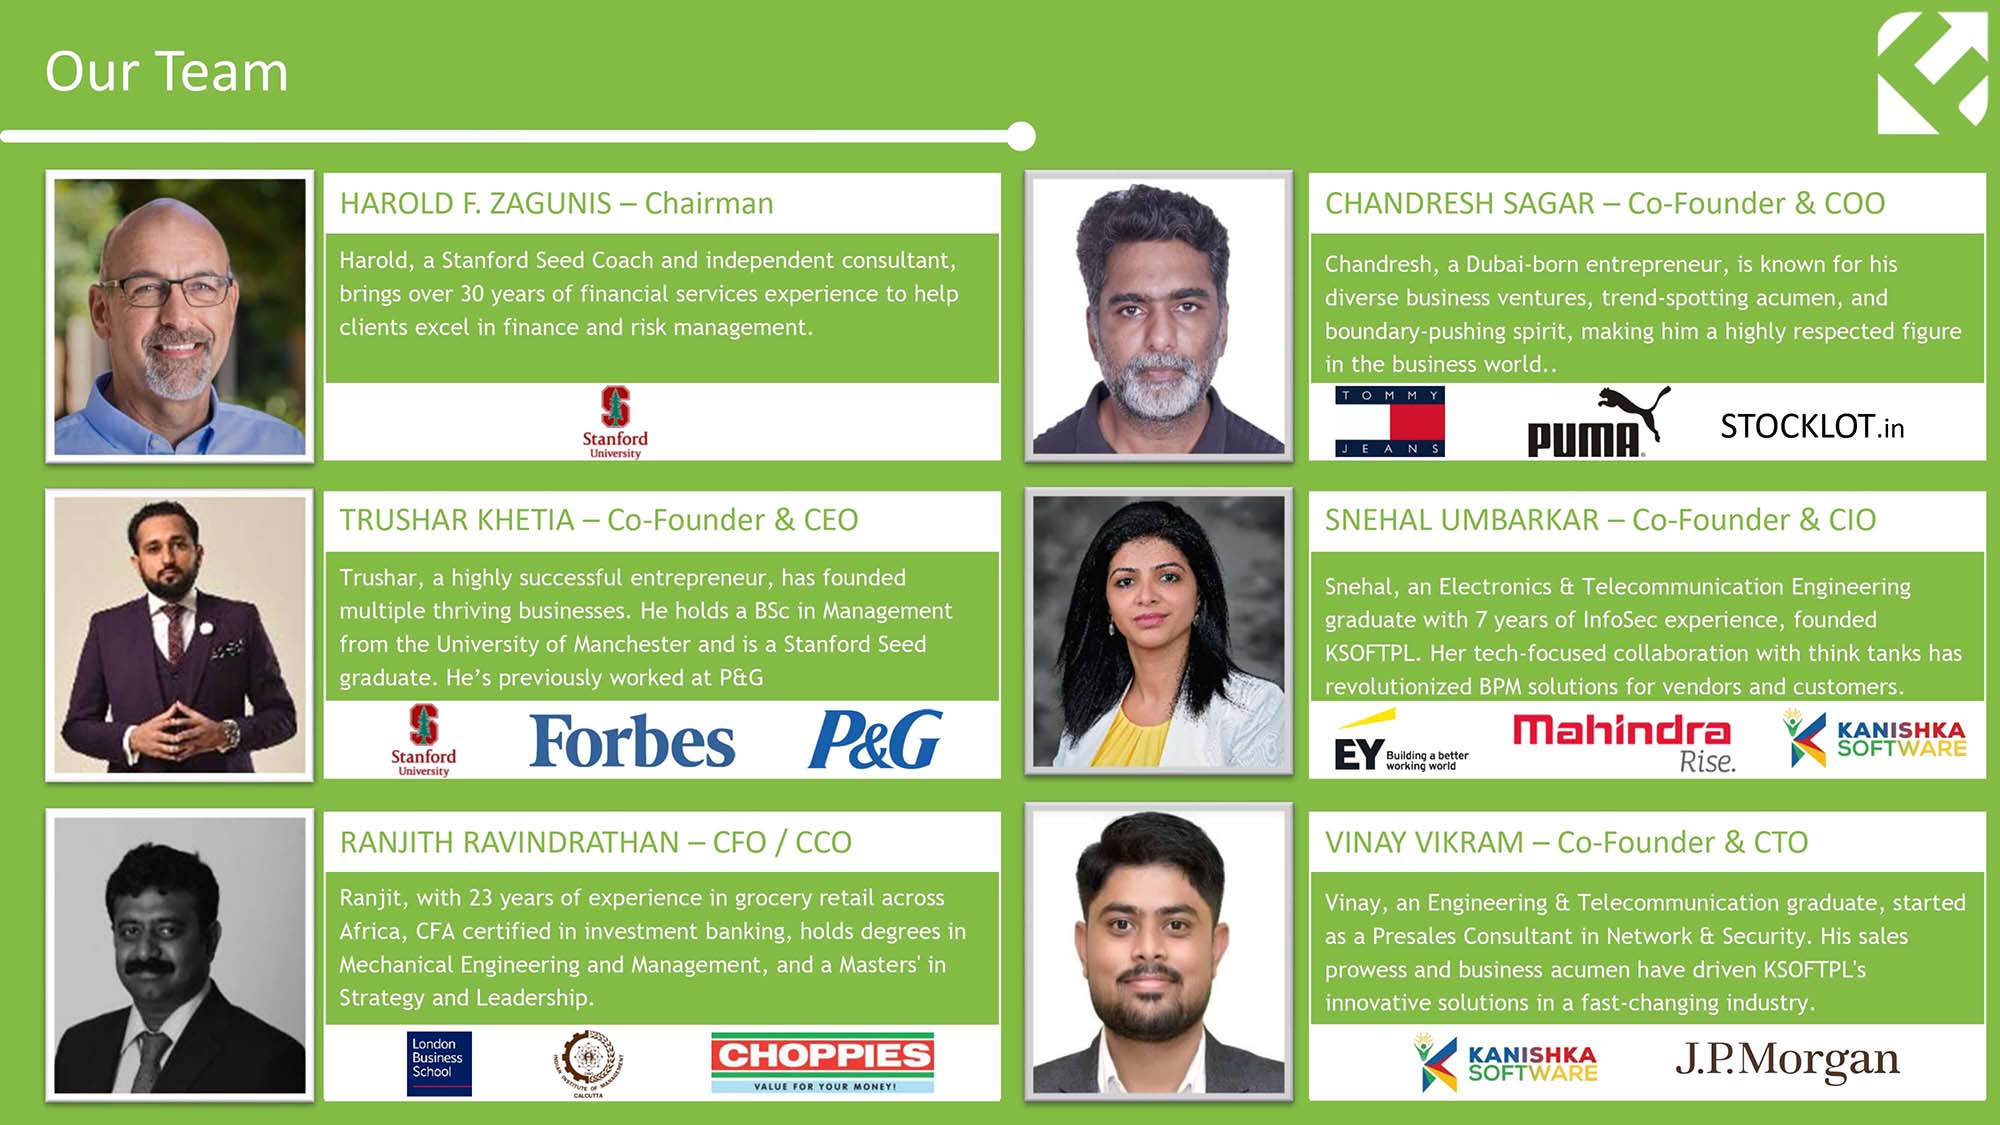 Our Team
HAROLD F. ZAGUNIS – Chairman
Harold, a Stanford Seed Coach and independent consultant,
brings over 30 years of financial services experience to help
clients excel in finance and risk management.
Stanford
University
TRUSHAR KHETIA – Co-Founder & CEO
Trushar, a highly successful entrepreneur, has founded
multiple thriving businesses. He holds a BSc in Management
from the University of Manchester and is a Stanford Seed
graduate. He’s previously worked at P&G
Stanford
University
Forbes
P&G
RANJITH RAVINDRATHAN – CFO / CCO
Ranjit, with 23 years of experience in grocery retail across
Africa, CFA certified in investment banking, holds degrees in
Mechanical Engineering and Management, and a Masters' in
Strategy and Leadership.
London
Business
School
INDIAN INSTITUTE OF MANAGEMENT
CALCUTTA
CHOPPIES
VALUE FOR YOUR MONEY!
CHANDRESH SAGAR – Co-Founder & COO
Chandresh, a Dubai-born entrepreneur, is known for his
diverse business ventures, trend-spotting acumen, and
boundary-pushing spirit, making him a highly respected figure
in the business world..
TOMMY
JEANS
PUMA
STOCKLOT.in
SNEHAL UMBARKAR – Co-Founder & CIO
Snehal, an Electronics & Telecommunication Engineering
graduate with 7 years of InfoSec experience, founded
KSOFTPL. Her tech-focused collaboration with think tanks has
revolutionized BPM solutions for vendors and customers.
EY Building a better
working world
Mahindra
Rise.
KANISHKA
SOFTWARE
VINAY VIKRAM – Co-Founder & CTO
Vinay, an Engineering & Telecommunication graduate, started
as a Presales Consultant in Network & Security. His sales
prowess and business acumen have driven KSOFTPL's
innovative solutions in a fast-changing industry.
KANISHKA
SOFTWARE
J.P.Morgan